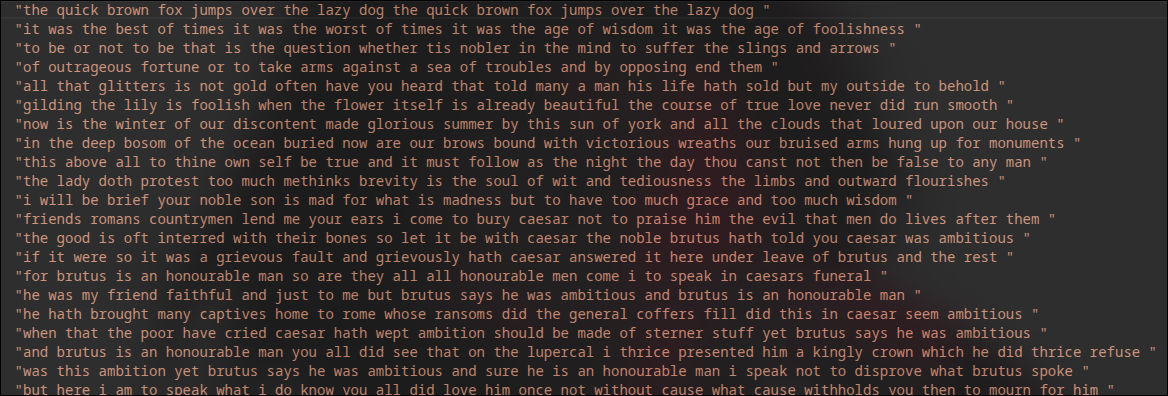 "the quick brown fox jumps over the lazy dog the quick brown fox jumps over the lazy dog "
"it was the best of times it was the worst of times it was the age of wisdom it was the age of foolishness "
"to be or not to be that is the question whether tis nobler in the mind to suffer the slings and arrows "
"of outrageous fortune or to take arms against a sea of troubles and by opposing end them "
"all that glitters is not gold often have you heard that told many a man his life hath sold but my outside to behold "
"gilding the lily is foolish when the flower itself is already beautiful the course of true love never did run smooth "
"now is the winter of our discontent made glorious summer by this sun of york and all the clouds that loured upon our house "
"in the deep bosom of the ocean buried now are our brows bound with victorious wreaths our bruised arms hung up for monuments "
"this above all to thine own self be true and it must follow as the night the day thou canst not then be false to any man "
"the lady doth protest too much methinks brevity is the soul of wit and tediousness the limbs and outward flourishes "
"i will be brief your noble son is mad for what is madness but to have too much grace and too much wisdom "
"friends romans countrymen lend me your ears i come to bury caesar not to praise him the evil that men do lives after them "
"the good is oft interred with their bones so let it be with caesar the noble brutus hath told you caesar was ambitious "
"if it were so it was a grievous fault and grievously hath caesar answered it here under leave of brutus and the rest "
"for brutus is an honourable man so are they all all honourable men come i to speak in caesars funeral "
"he was my friend faithful and just to me but brutus says he was ambitious and brutus is an honourable man "
"he hath brought many captives home to rome whose ransoms did the general coffers fill did this in caesar seem ambitious "
"when that the poor have cried caesar hath wept ambition should be made of sterner stuff yet brutus says he was ambitious "
"and brutus is an honourable man you all did see that on the lupercal i thrice presented him a kingly crown which he did thrice refuse "
"was this ambition yet brutus says he was ambitious and sure he is an honourable man i speak not to disprove what brutus spoke "
"but here i am to speak what i do know you all did love him once not without cause what cause withholds you then to mourn for him "